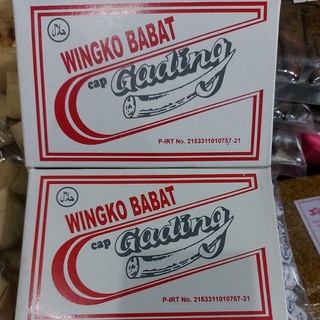 حلال
WINGKO BABAT
cap Gading
P-IRT No. 2153311010757-21
حلال
WINGKO BABAT
cap Gading
P-IRT No. 2153311010757-21